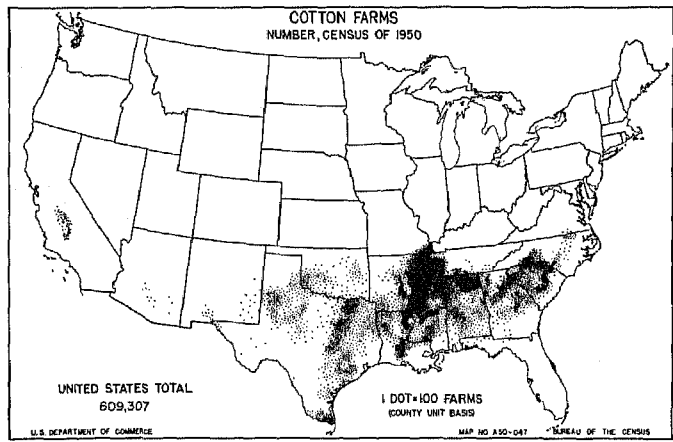 COTTON FARMS
NUMBER, CENSUS OF 1950
UNITED STATES TOTAL
609,307
1 DOT=100 FARMS
(COUNTY UNIT BASIS)
U.S. DEPARTMENT OF COMMERCE
MAP NO A50-047
BUREAU OF THE CENSUS